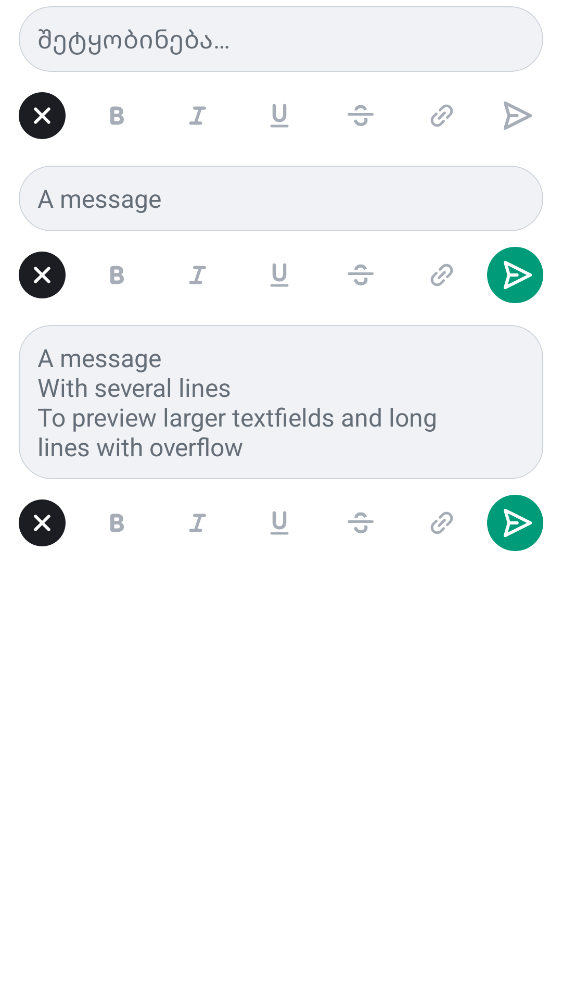 შეტყობინება…
A message
A message
With several lines
To preview larger textfields and long
lines with overflow